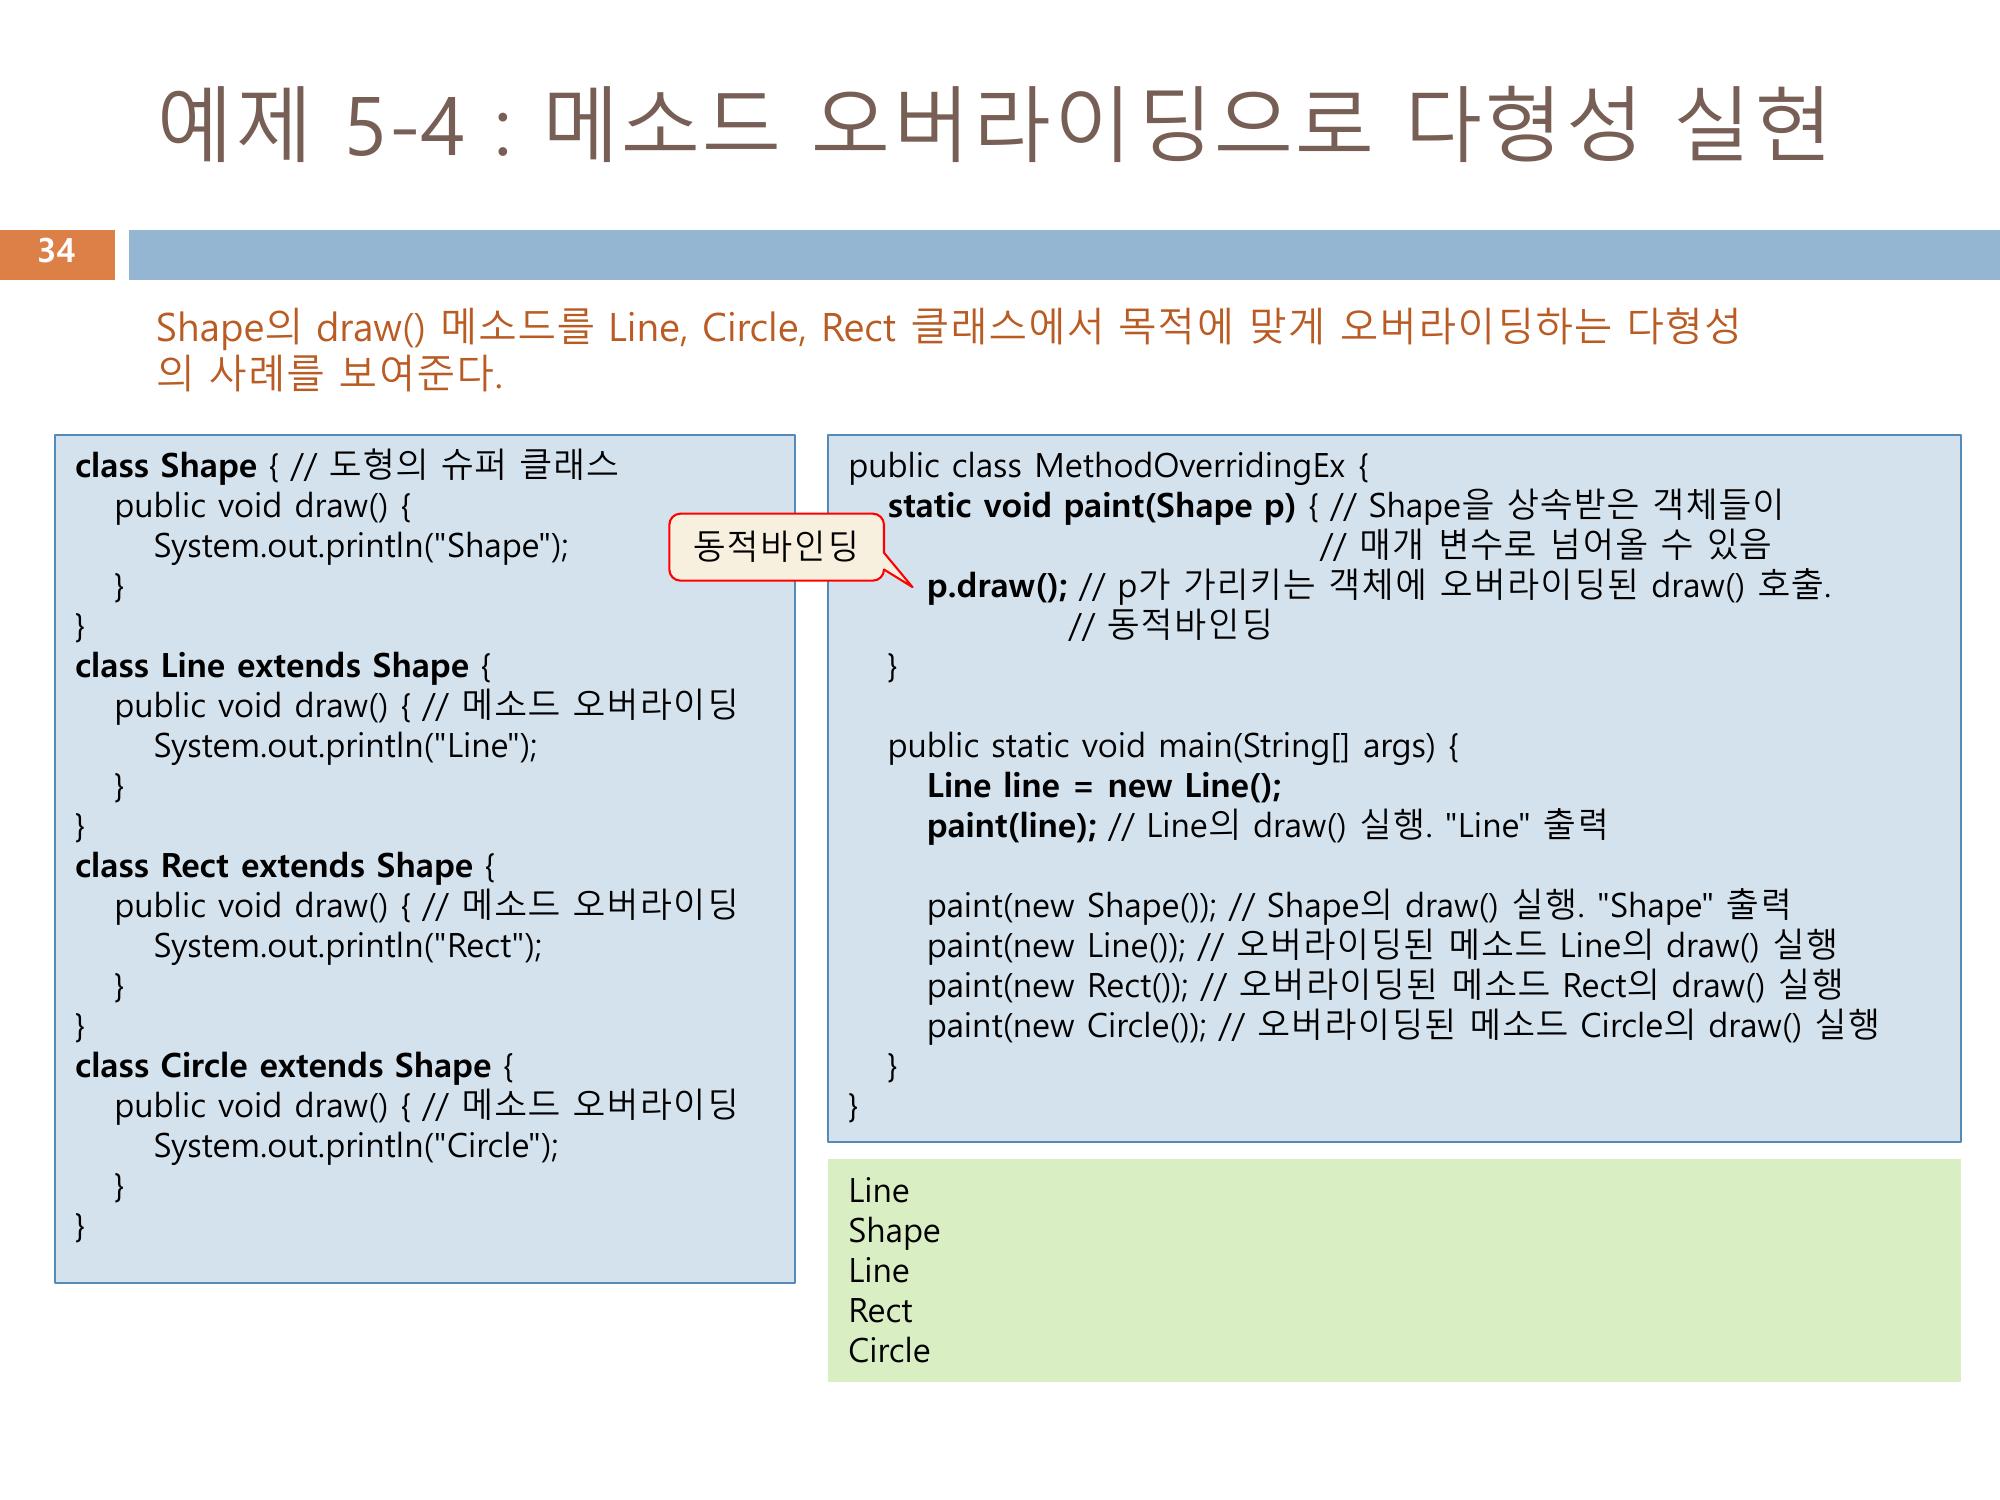 예제 5-4 : 메소드 오버라이딩으로 다형성 실현
34
Shape의 draw() 메소드를 Line, Circle, Rect 클래스에서 목적에 맞게 오버라이딩하는 다형성
의 사례를 보여준다.
class Shape { // 도형의 슈퍼 클래스
public void draw() {
System.out.println("Shape");
}
}
class Line extends Shape {
public void draw() { // 메소드 오버라이딩
System.out.println("Line");
}
}
class Rect extends Shape {
public void draw() { // 메소드 오버라이딩
System.out.println("Rect");
}
}
class Circle extends Shape {
public void draw() { // 메소드 오버라이딩
System.out.println("Circle");
}
}
동적바인딩
public class MethodOverridingEx {
static void paint(Shape p) { // Shape을 상속받은 객체들이
// 매개 변수로 넘어올 수 있음
p.draw(); // p가 가리키는 객체에 오버라이딩된 draw() 호출.
// 동적바인딩
}
public static void main(String[] args) {
Line line = new Line();
paint(line); // Line의 draw() 실행. "Line" 출력
paint(new Shape()); // Shape의 draw() 실행. "Shape" 출력
paint(new Line()); // 오버라이딩된 메소드 Line의 draw() 실행
paint(new Rect()); // 오버라이딩된 메소드 Rect의 draw() 실행
paint(new Circle()); // 오버라이딩된 메소드 Circle의 draw() 실행
}
}
Line
Shape
Line
Rect
Circle